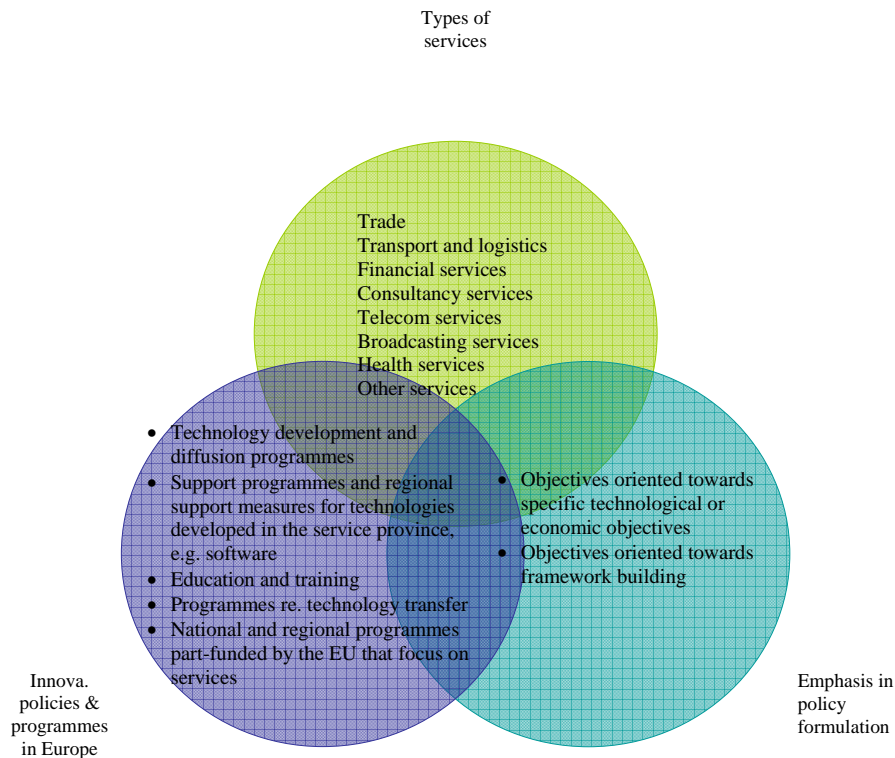 Types of
services
Trade
Transport and logistics
Financial services
Consultancy services
Telecom services
Broadcasting services
Health services
Other services
• Technology development and
diffusion programmes
• Support programmes and regional
support measures for technologies
developed in the service province,
e.g. software
• Education and training
• Programmes re. technology transfer
• National and regional programmes
part-funded by the EU that focus on
services
• Objectives oriented towards
specific technological or
economic objectives
• Objectives oriented towards
framework building
Innova.
policies &
programmes
in Europe
Emphasis in
policy
formulation